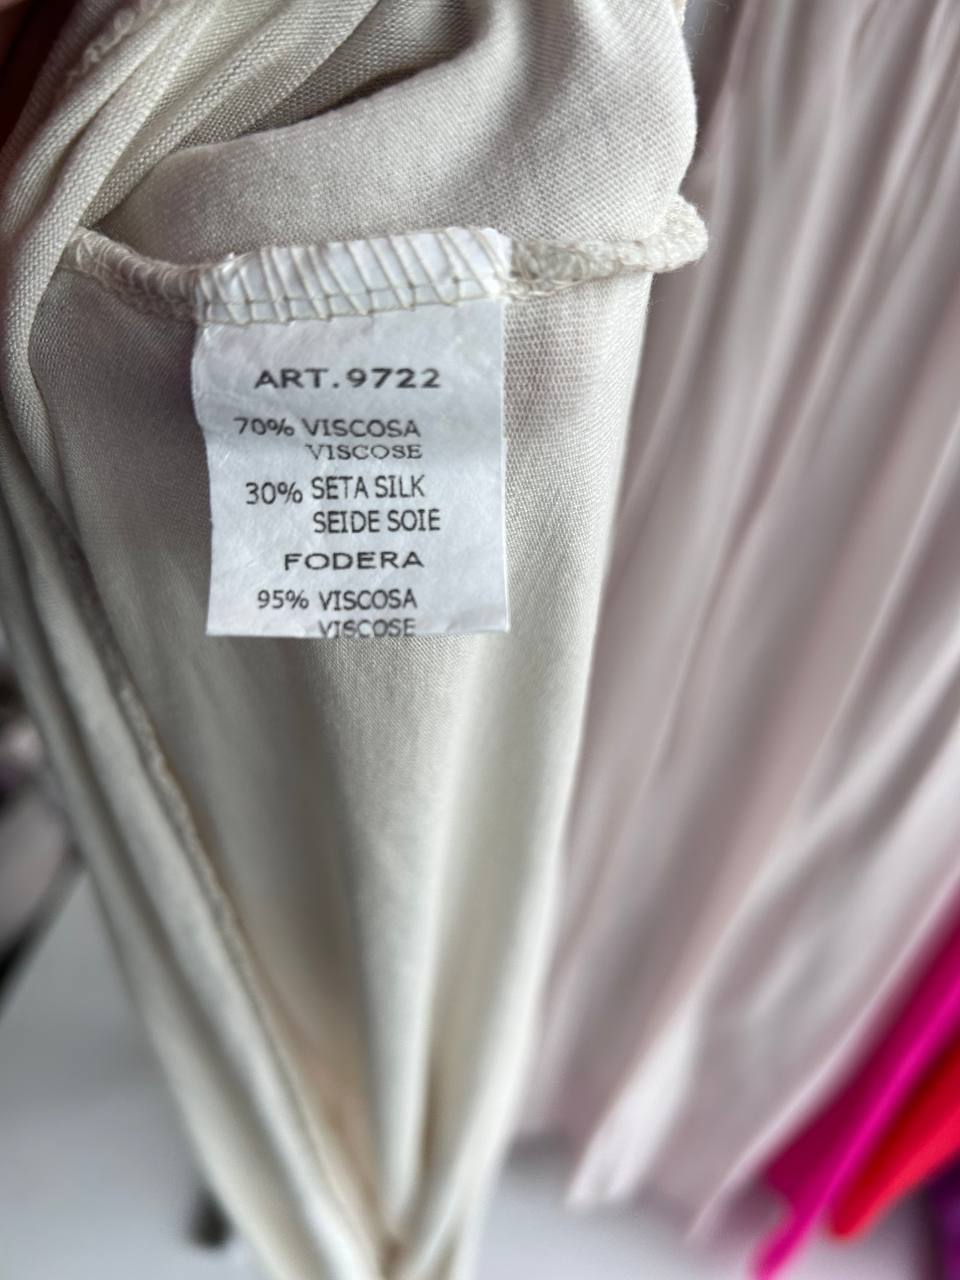 ART.9722
70% VISCOSA
VISCOSE
30% SETA SILK
SEIDE SOIE
FODERA
95% VISCOSA
VISCOSE